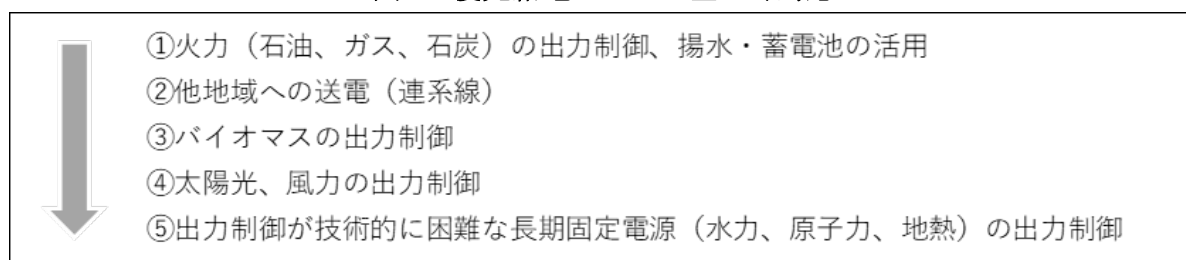 ①火力（石油、ガス、石炭）の出力制御、揚水・蓄電池の活用
②他地域への送電（連系線）
③バイオマスの出力制御
④太陽光、風力の出力制御
⑤出力制御が技術的に困難な長期固定電源（水力、原子力、地熱）の出力制御